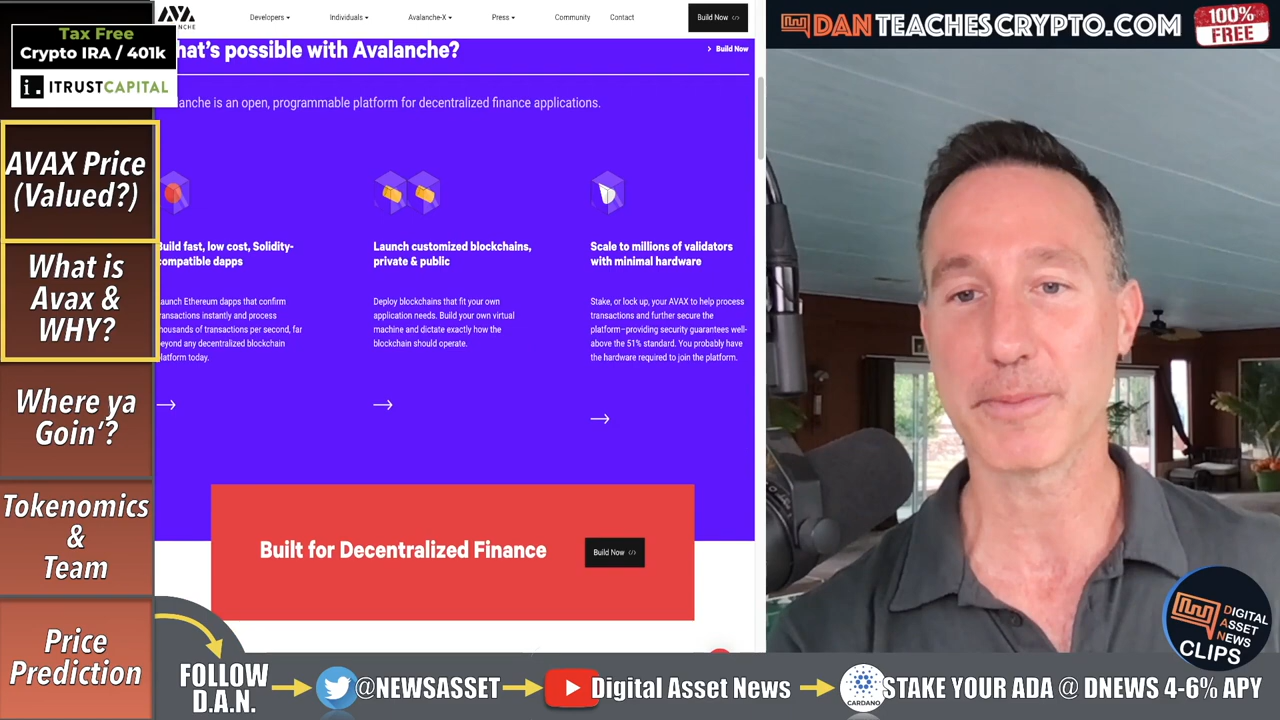 Tax Free
Crypto IRA / 401k
i. ITRUSTCAPITAL
AVAX Price
(Valued?)
What is
Avax &
WHY?
Where ya
Goin'?
Tokenomics
&
Team
Price
Prediction
AVA
NCHE
Developers
Individuals
Avalanche-X
Press
Community
Contact
Build Now </>
hat's possible with Avalanche?
Build Now
anche is an open, programmable platform for decentralized finance applications.
Build fast, low cost, Solidity-
compatible dapps
aunch Ethereum dapps that confirm
ransactions instantly and process
housands of transactions per second, far
beyond any decentralized blockchain
latform today.
Launch customized blockchains,
private & public
Deploy blockchains that fit your own
application needs. Build your own virtual
machine and dictate exactly how the
blockchain should operate.
Scale to millions of validators
with minimal hardware
Stake, or lock up, your AVAX to help process
transactions and further secure the
platform–providing security guarantees well-
above the 51% standard. You probably have
the hardware required to join the platform.
Built for Decentralized Finance
Build Now </>
DANTEACHESCRYPTO.COM
100%
FREE
DIGITAL
ASSET
NEWS
CLIPS
FOLLOW
D.A.N.
@NEWSASSET
Digital Asset News
CARDANO
STAKE YOUR ADA @ DNEWS 4-6% APY